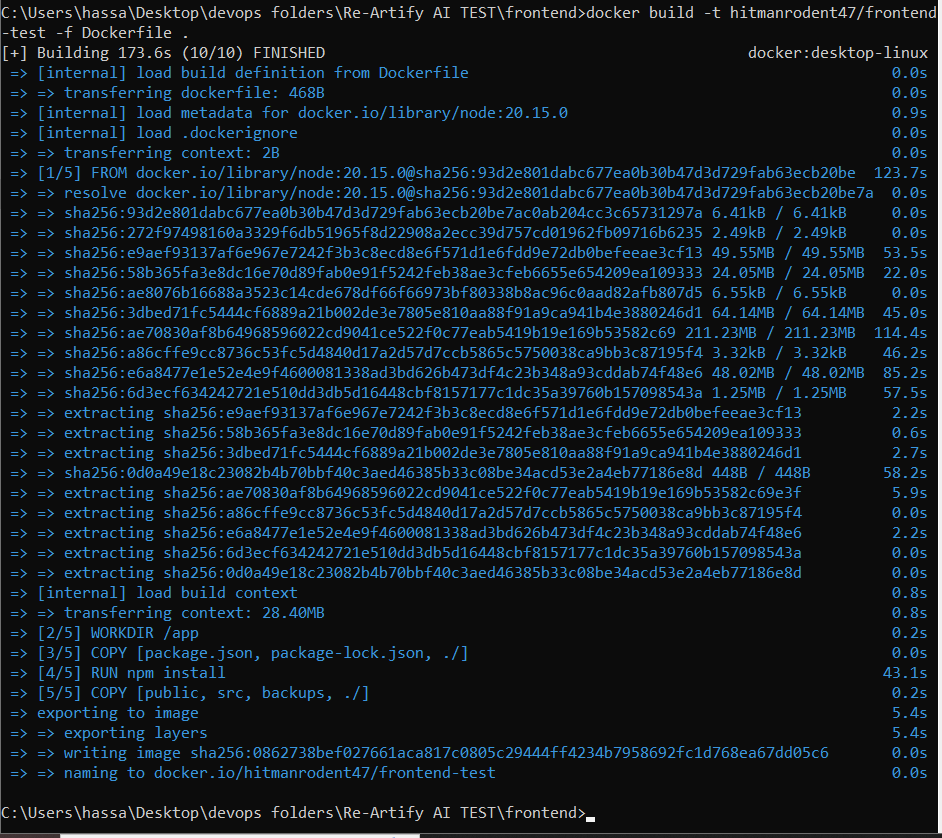 C:\Users\hassa\Desktop\devops folders\Re-Artify AI TEST\frontend>docker build -t hitmanrodent47/frontend
-test -f Dockerfile .
[+] Building 173.6s (10/10) FINISHED docker:desktop-linux
=> [internal] load build definition from Dockerfile 0.0s
=> => transferring dockerfile: 468B 0.0s
=> [internal] load metadata for docker.io/library/node:20.15.0 0.9s
=> [internal] load .dockerignore 0.0s
=> => transferring context: 2B 0.0s
=> [1/5] FROM docker.io/library/node:20.15.0@sha256:93d2e801dabc677ea0b30b47d3d729fab63ecb20be 123.7s
=> => resolve docker.io/library/node:20.15.0@sha256:93d2e801dabc677ea0b30b47d3d729fab63ecb20be7a 0.0s
=> => sha256:93d2e801dabc677ea0b30b47d3d729fab63ecb20be7ac0ab204cc3c65731297a 6.41kB / 6.41kB 0.0s
=> => sha256:272f97498160a3329f6db51965f8d22908a2ecc39d757cd01962fb09716b6235 2.49kB / 2.49kB 0.0s
=> => sha256:e9aef93137af6e967e7242f3b3c8ecd8e6f571d1e6fdd9e72db0befeeae3cf13 49.55MB / 49.55MB 53.5s
=> => sha256:58b365fa3e8dc16e70d89fab0e91f5242feb38ae3cfeb6655e654209ea109333 24.05MB / 24.05MB 22.0s
=> => sha256:ae8076b16688a3523c14cde678df66f66973bf80338b8ac96c0aad82afb807d5 6.55kB / 6.55kB 0.0s
=> => sha256:3dbed71fc5444cf6889a21b002de3e7805e810aa88f91a9ca941b4e3880246d1 64.14MB / 64.14MB 45.0s
=> => sha256:ae70830af8b64968596022cd9041ce522f0c77eab5419b19e169b53582c69 211.23MB / 211.23MB 114.4s
=> => sha256:a86cffe9cc8736c53fc5d4840d17a2d57d7ccb5865c5750038ca9bb3c87195f4 3.32kB / 3.32kB 46.2s
=> => sha256:e6a8477e1e52e4e9f4600081338ad3bd626b473df4c23b348a93cddab74f48e6 48.02MB / 48.02MB 85.2s
=> => sha256:6d3ecf634242721e510dd3db5d16448cbf8157177c1dc35a39760b157098543a 1.25MB / 1.25MB 57.5s
=> => extracting sha256:e9aef93137af6e967e7242f3b3c8ecd8e6f571d1e6fdd9e72db0befeeae3cf13 2.2s
=> => extracting sha256:58b365fa3e8dc16e70d89fab0e91f5242feb38ae3cfeb6655e654209ea109333 0.6s
=> => extracting sha256:3dbed71fc5444cf6889a21b002de3e7805e810aa88f91a9ca941b4e3880246d1 2.7s
=> => sha256:0d0a49e18c23082b4b70bbf40c3aed46385b33c08be34acd53e2a4eb77186e8d 448B / 448B 58.2s
=> => extracting sha256:ae70830af8b64968596022cd9041ce522f0c77eab5419b19e169b53582c69e3f 5.9s
=> => extracting sha256:a86cffe9cc8736c53fc5d4840d17a2d57d7ccb5865c5750038ca9bb3c87195f4 0.0s
=> => extracting sha256:e6a8477e1e52e4e9f4600081338ad3bd626b473df4c23b348a93cddab74f48e6 2.2s
=> => extracting sha256:6d3ecf634242721e510dd3db5d16448cbf8157177c1dc35a39760b157098543a 0.0s
=> => extracting sha256:0d0a49e18c23082b4b70bbf40c3aed46385b33c08be34acd53e2a4eb77186e8d 0.0s
=> [internal] load build context 0.8s
=> => transferring context: 28.40MB 0.8s
=> [2/5] WORKDIR /app 0.2s
=> [3/5] COPY [package.json, package-lock.json, ./] 0.0s
=> [4/5] RUN npm install 43.1s
=> [5/5] COPY [public, src, backups, ./] 0.2s
=> exporting to image 5.4s
=> => exporting layers 5.4s
=> => writing image sha256:0862738bef027661aca817c0805c29444ff4234b7958692fc1d768ea67dd05c6 0.0s
=> => naming to docker.io/hitmanrodent47/frontend-test 0.0s
C:\Users\hassa\Desktop\devops folders\Re-Artify AI TEST\frontend>